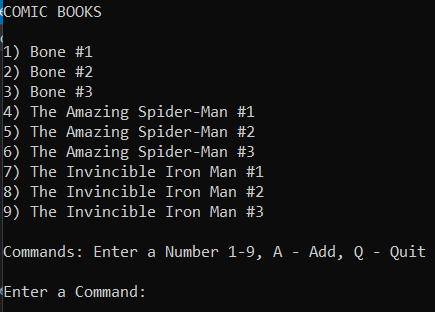 COMIC BOOKS
1) Bone #1
2) Bone #2
3) Bone #3
4) The Amazing Spider-Man #1
5) The Amazing Spider-Man #2
6) The Amazing Spider-Man #3
7) The Invincible Iron Man #1
8) The Invincible Iron Man #2
9) The Invincible Iron Man #3
Commands: Enter a Number 1-9, A - Add, Q - Quit
Enter a Command: